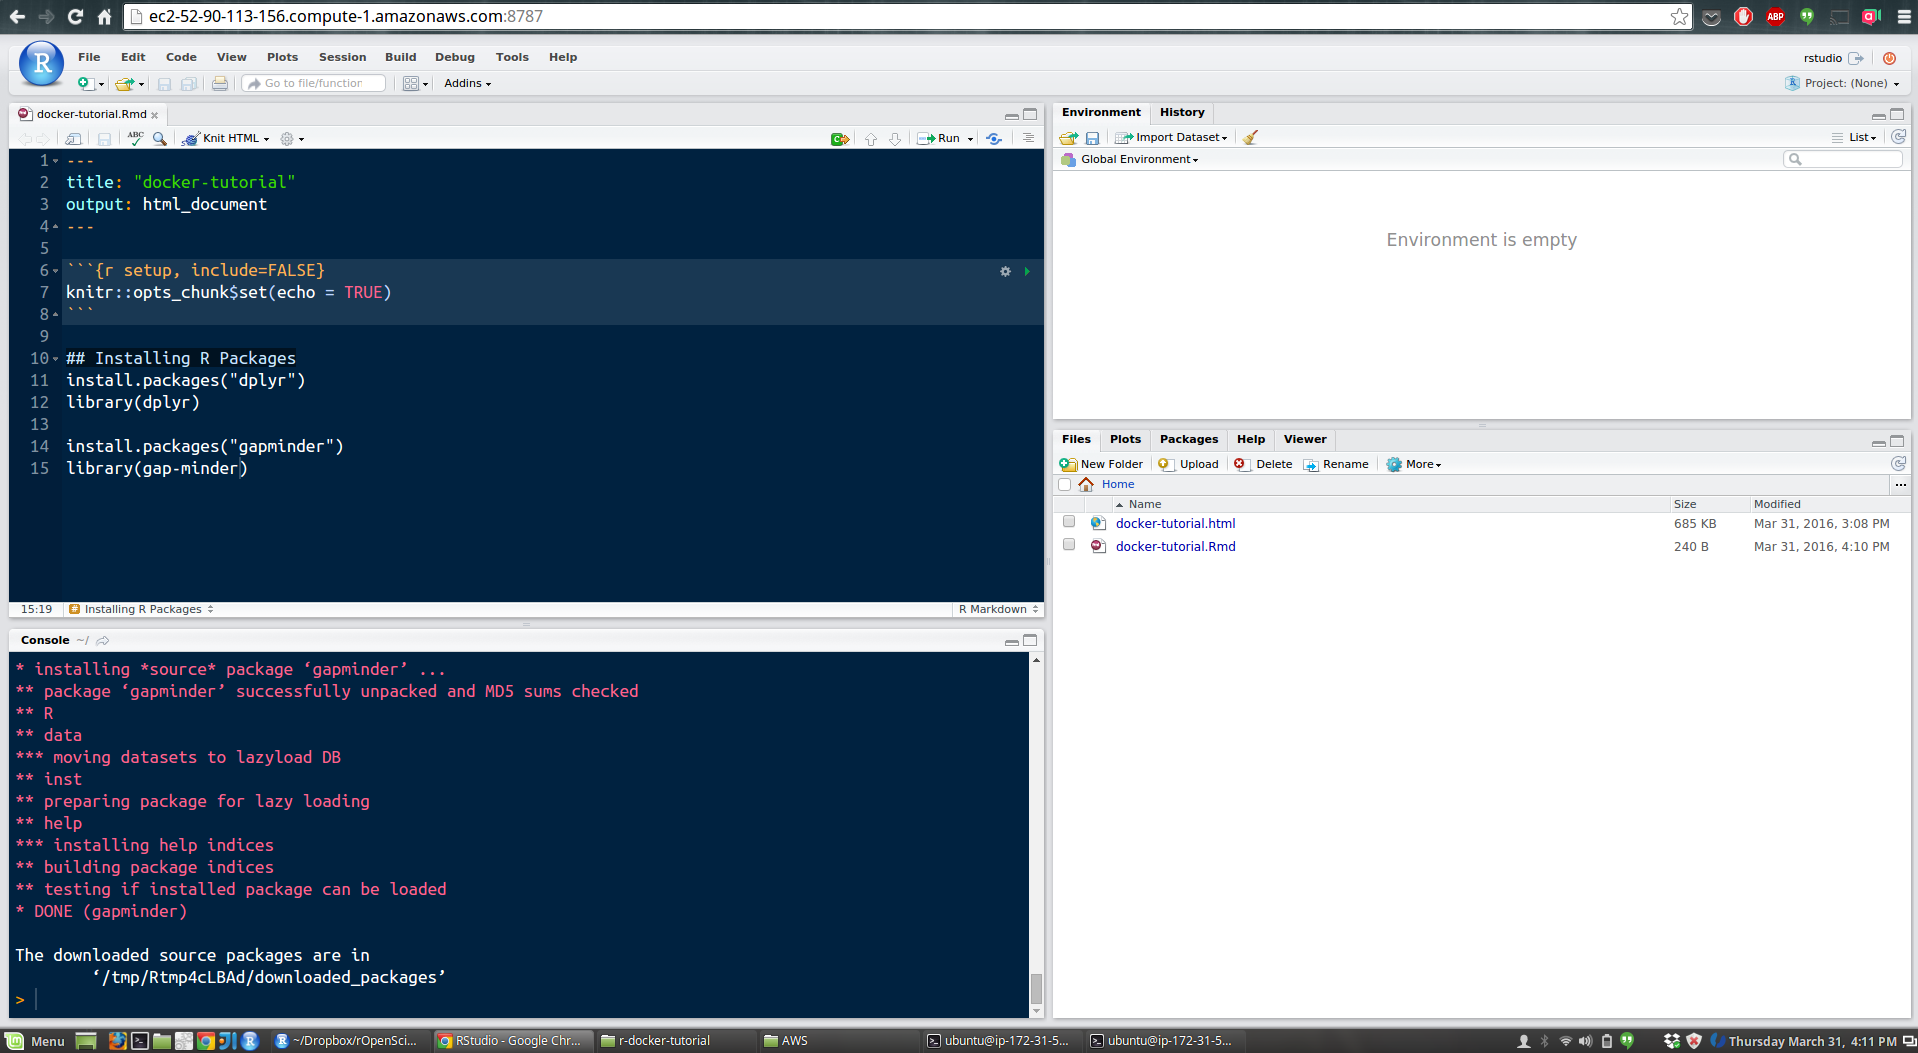 ec2-52-90-113-156.compute-1.amazonaws.com:8787
ABP
R
File Edit Code View Plots Session Build Debug Tools Help
rstudio
Go to file/function
Addins
Project: (None)
docker-tutorial.Rmd
ABC
Knit HTML
Run
1 ---
2 title: "docker-tutorial"
3 output: html_document
4 ---
5
6 ```{r setup, include=FALSE}
7 knitr::opts_chunk$set(echo = TRUE)
8 ```
9
10 ## Installing R Packages
11 install.packages("dplyr")
12 library(dplyr)
13
14 install.packages("gapminder")
15 library(gap-minder)
15:19 # Installing R Packages R Markdown
Console ~/
* installing *source* package ‘gapminder’ ...
** package ‘gapminder’ successfully unpacked and MD5 sums checked
** R
** data
*** moving datasets to lazyload DB
** inst
** preparing package for lazy loading
** help
*** installing help indices
** building package indices
** testing if installed package can be loaded
* DONE (gapminder)
The downloaded source packages are in
‘/tmp/Rtmp4cLBAd/downloaded_packages’
>
Environment History
Import Dataset
List
Global Environment
Environment is empty
Files Plots Packages Help Viewer
New Folder Upload Delete Rename More
Home ...
Name Size Modified
docker-tutorial.html 685 KB Mar 31, 2016, 3:08 PM
docker-tutorial.Rmd 240 B Mar 31, 2016, 4:10 PM
Menu ~/Dropbox/rOpenSci... RStudio - Google Chr... r-docker-tutorial AWS ubuntu@ip-172-31-5... ubuntu@ip-172-31-5... Thursday March 31, 4:11 PM